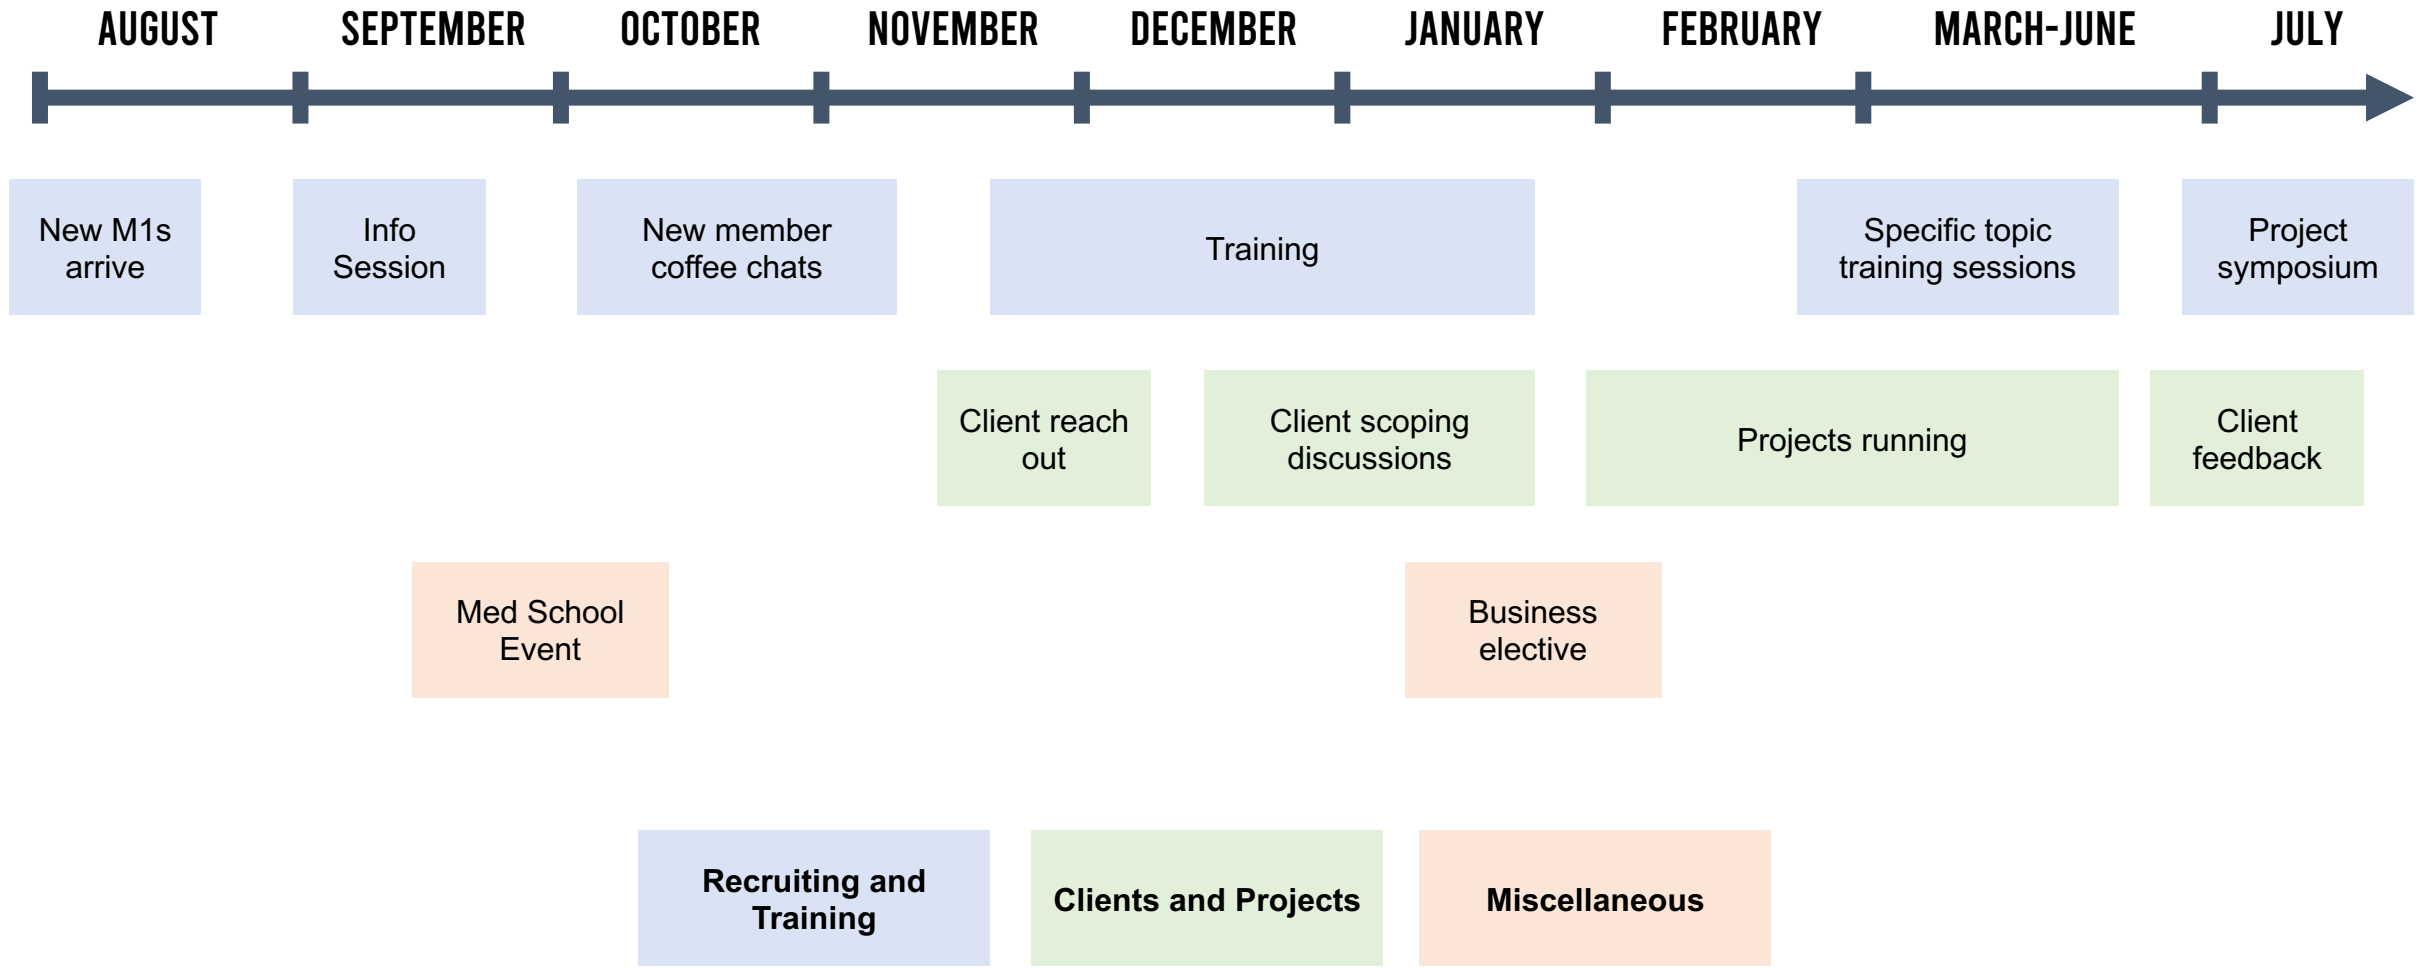 AUGUST
SEPTEMBER
OCTOBER
NOVEMBER
DECEMBER
JANUARY
FEBRUARY
MARCH-JUNE
JULY
New M1s
arrive
Info
Session
New member
coffee chats
Training
Specific topic
training sessions
Project
symposium
Client reach
out
Client scoping
discussions
Projects running
Client
feedback
Med School
Event
Business
elective
Recruiting and
Training
Clients and Projects
Miscellaneous